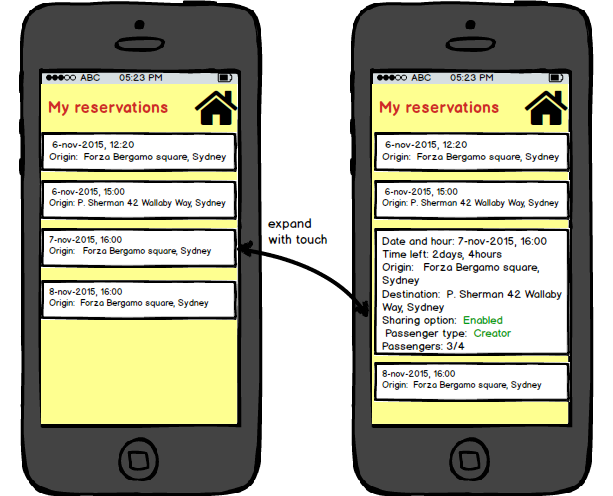 ABC 05:23 PM
My reservations
6-nov-2015, 12:20
Origin: Forza Bergamo square, Sydney
6-nov-2015, 15:00
Origin: P. Sherman 42 Wallaby Way, Sydney
7-nov-2015, 16:00
Origin: Forza Bergamo square, Sydney
8-nov-2015, 16:00
Origin: Forza Bergamo square, Sydney
expand
with touch
ABC 05:23 PM
My reservations
6-nov-2015, 12:20
Origin: Forza Bergamo square, Sydney
6-nov-2015, 15:00
Origin: P. Sherman 42 Wallaby Way, Sydney
Date and hour: 7-nov-2015, 16:00
Time left: 2days, 4hours
Origin: Forza Bergamo square,
Sydney
Destination: P. Sherman 42 Wallaby
Way, Sydney
Sharing option: Enabled
Passenger type: Creator
Passengers: 3/4
8-nov-2015, 16:00
Origin: Forza Bergamo square, Sydney